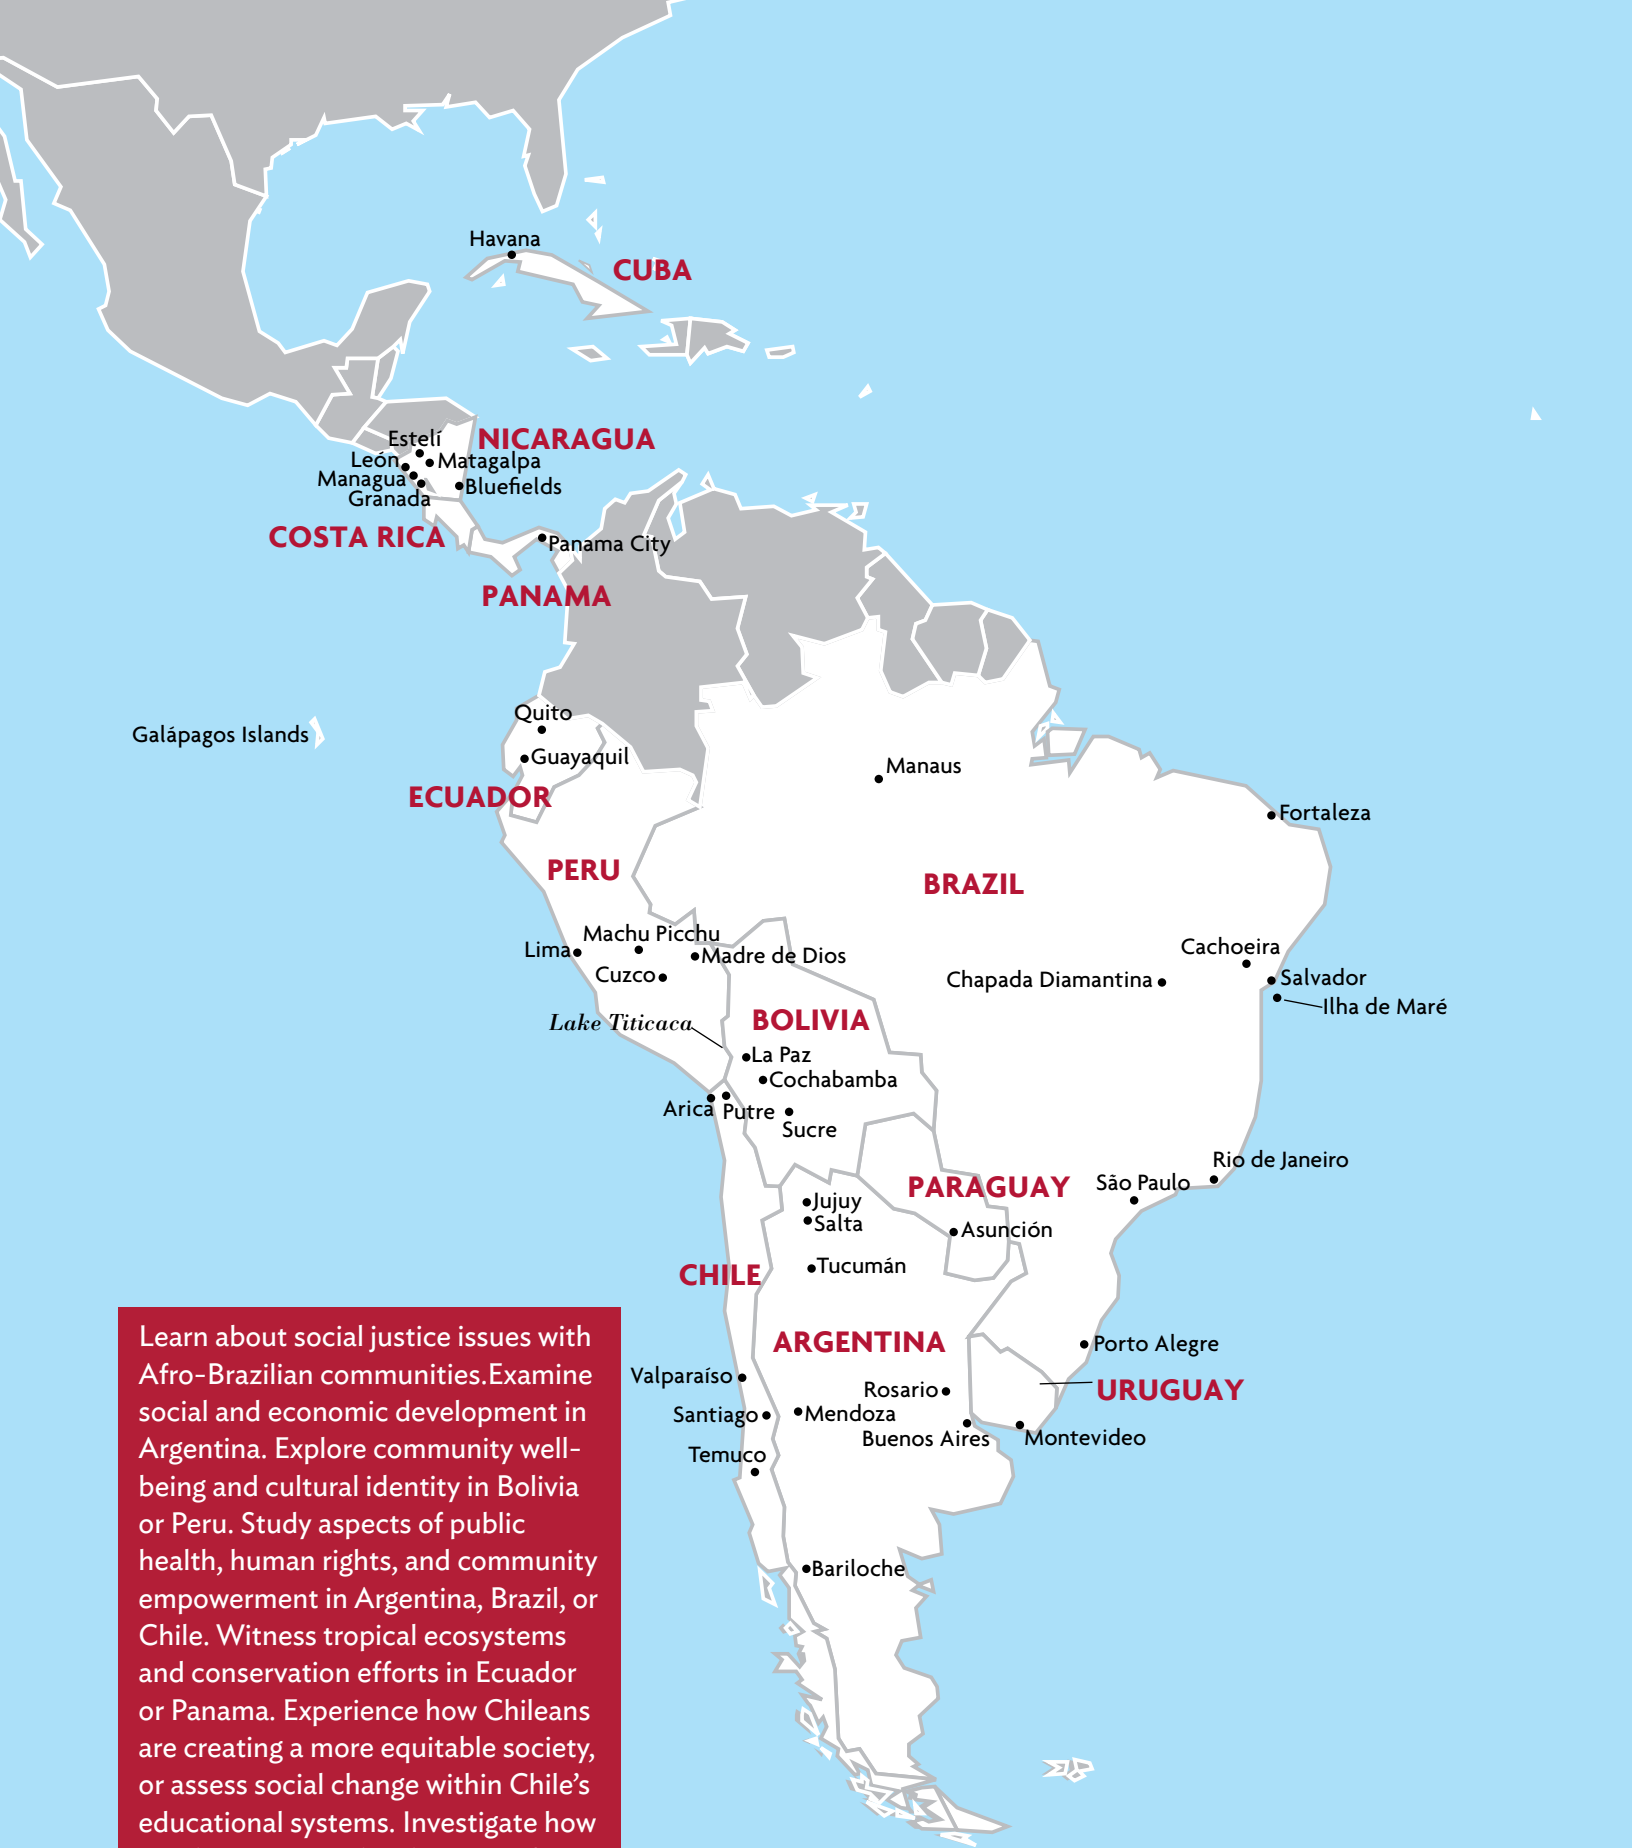 Havana
CUBA
NICARAGUA
Estelí
León
Matagalpa
Managua
Bluefields
Granada
COSTA RICA
Panama City
PANAMA
Quito
Galápagos Islands
Guayaquil
Manaus
ECUADOR
Fortaleza
PERU
BRAZIL
Machu Picchu
Cachoeira
Lima
Madre de Dios
Cuzco
Chapada Diamantina
Salvador
Ilha de Maré
Lake Titicaca
BOLIVIA
La Paz
Cochabamba
Arica
Putre
Sucre
Rio de Janeiro
São Paulo
PARAGUAY
Jujuy
Salta
Asunción
Tucumán
CHILE
ARGENTINA
Porto Alegre
Valparaíso
Rosario
URUGUAY
Santiago
Mendoza
Buenos Aires
Montevideo
Temuco
Bariloche
Learn about social justice issues with
Afro-Brazilian communities.Examine
social and economic development in
Argentina. Explore community well-
being and cultural identity in Bolivia
or Peru. Study aspects of public
health, human rights, and community
empowerment in Argentina, Brazil, or
Chile. Witness tropical ecosystems
and conservation efforts in Ecuador
or Panama. Experience how Chileans
are creating a more equitable society,
or assess social change within Chile's
educational systems. Investigate how